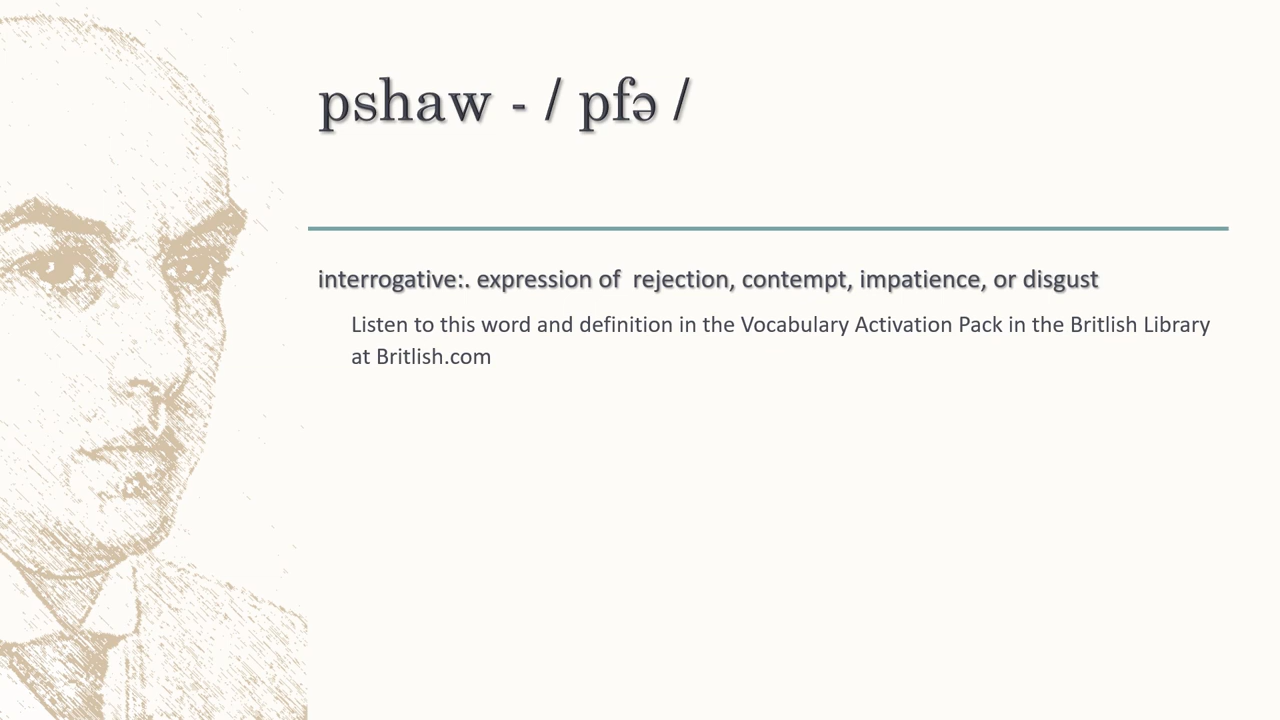 pshaw - / pfə /
interrogative:. expression of  rejection, contempt, impatience, or disgust
Listen to this word and definition in the Vocabulary Activation Pack in the Britlish Library
at Britlish.com